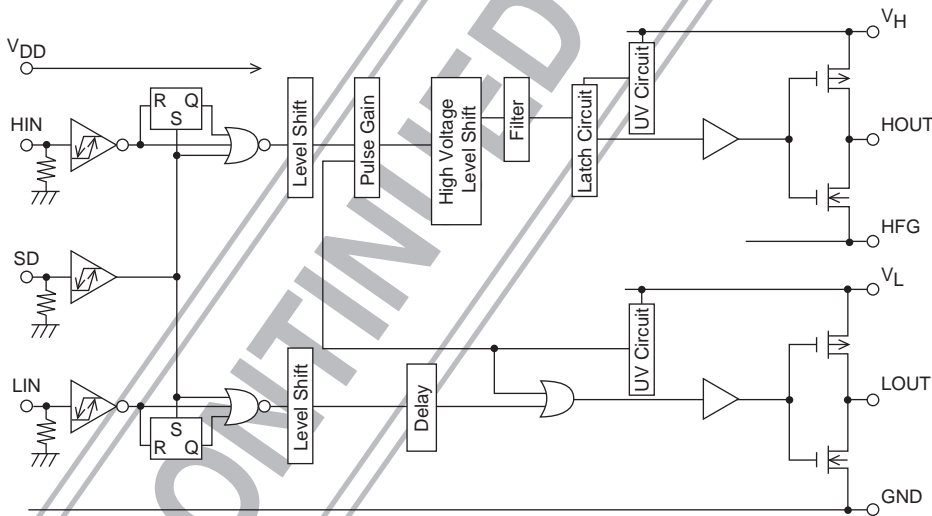 VH
VDD
UV Circuit
HIN
R Q
S
Level Shift
Pulse Gain
High Voltage
Level Shift
Filter
Latch Circuit
HOUT
HFG
SD
VL
UV Circuit
LIN
S
R Q
Level Shift
Delay
LOUT
GND
ONTINUED